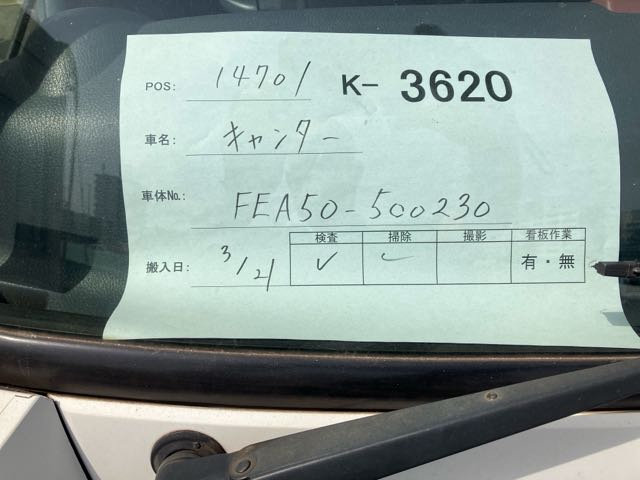 POS: 14701 K- 3620
車名: キャンター
車体No.: FEA50-500230
検査 掃除 撮影 看板作業
搬入日: 3/21 ✓ ✓ 有・無